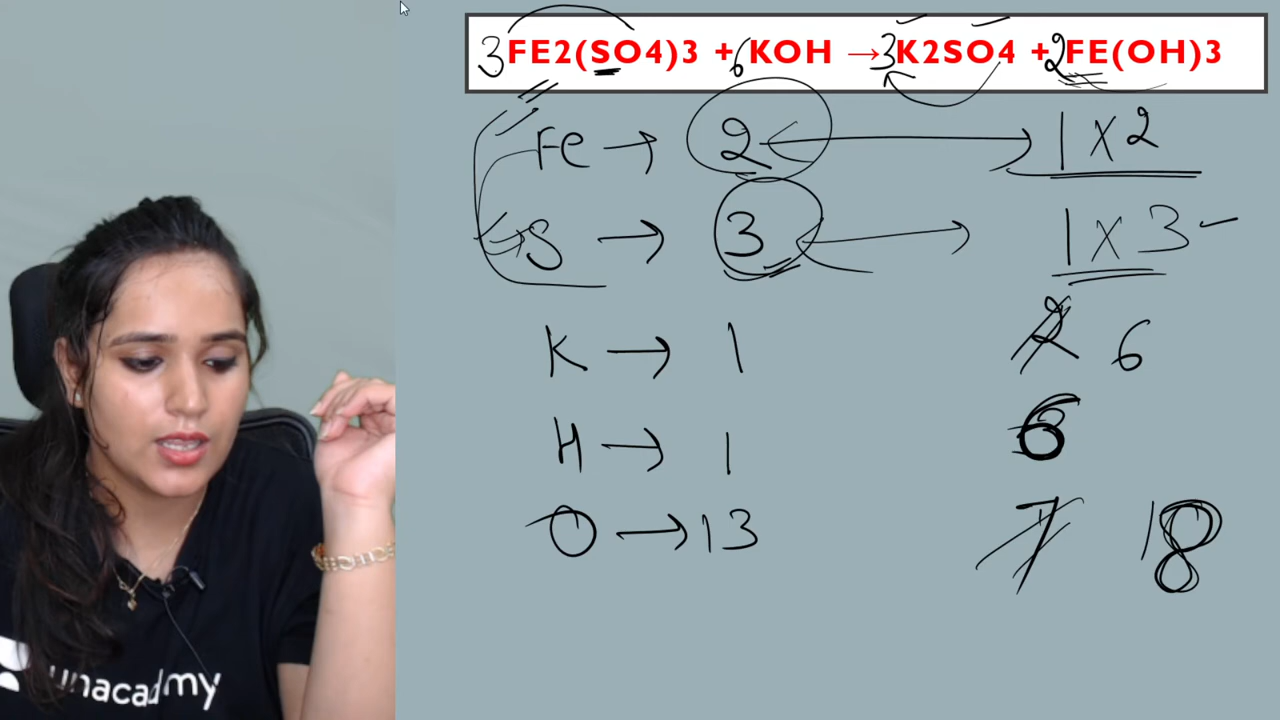 3FE2(SO4)3 + 6KOH → 3K2SO4 + 2FE(OH)3
Fe → 2 1 X 2
S → 3 1 X 3
K → 1 2 6
H → 1 6
O → 13 7 18
unacademy